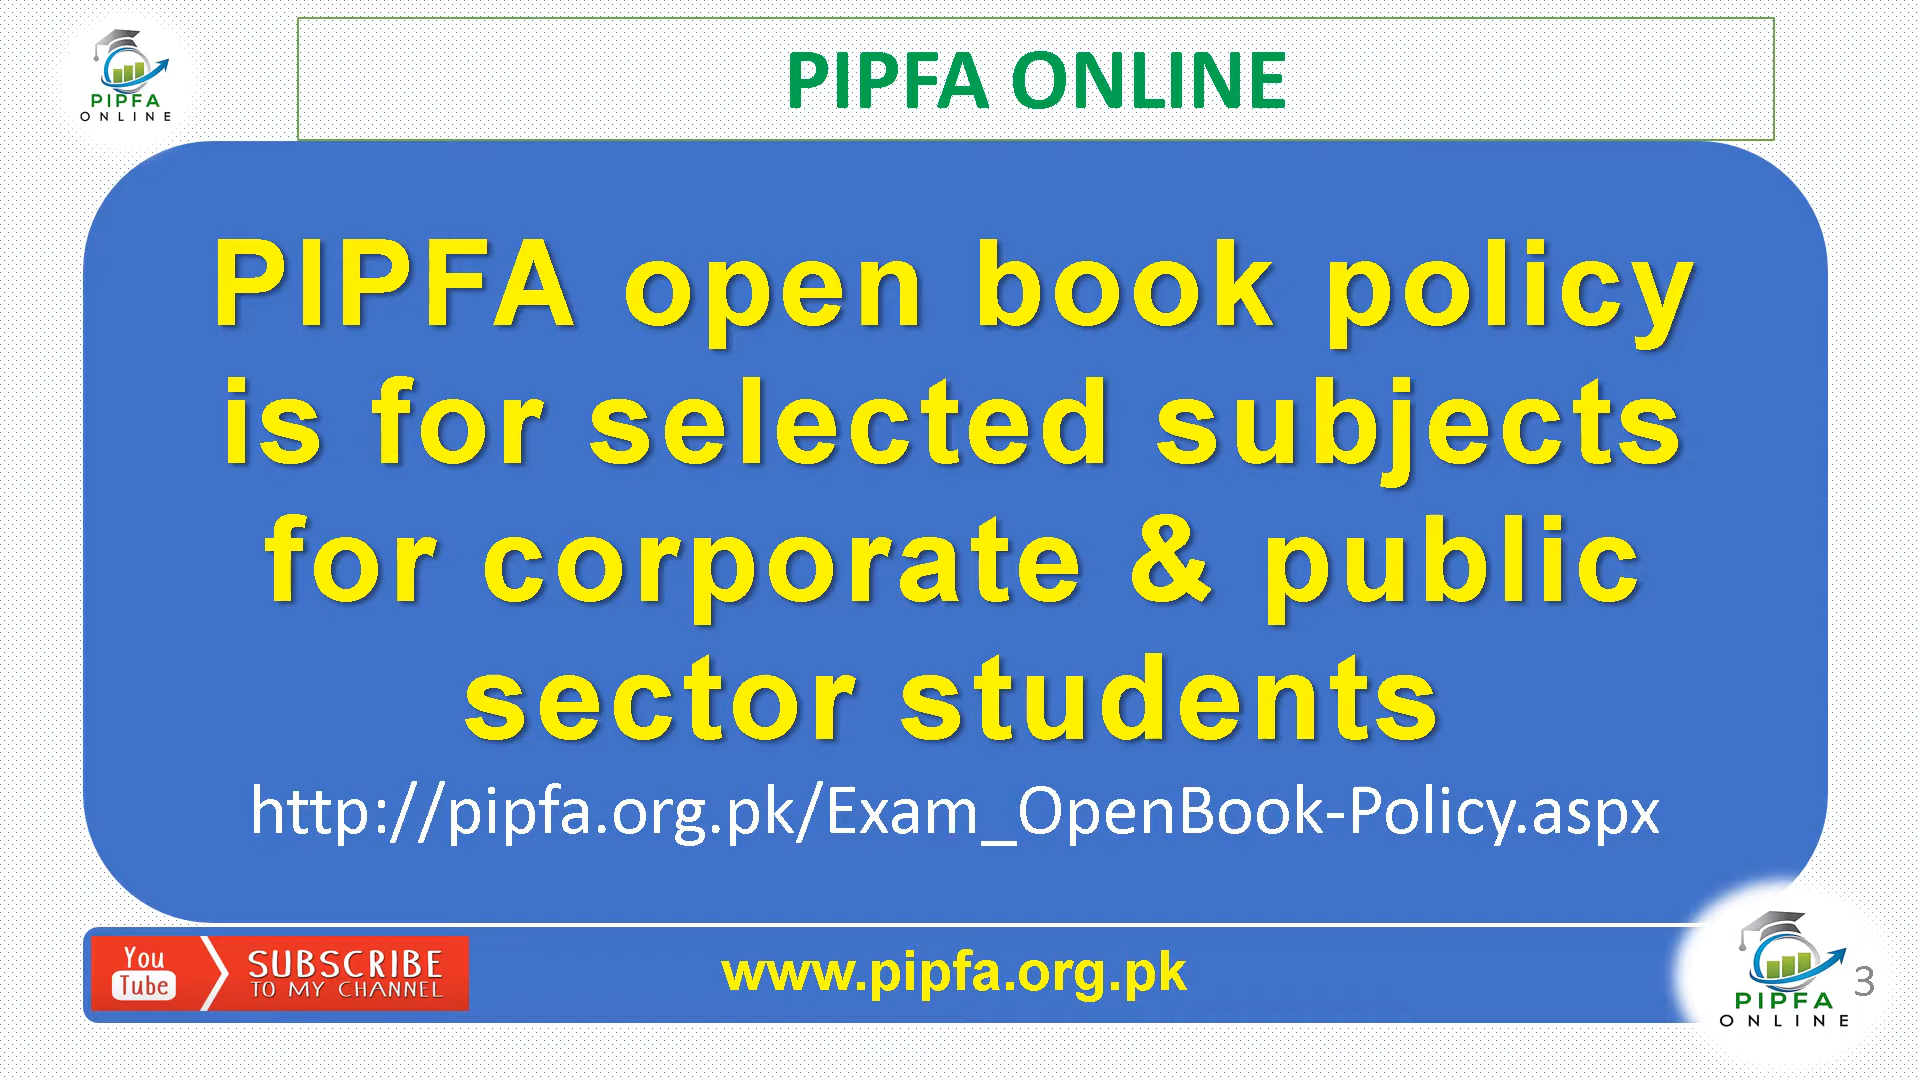 PIPFA
ONLINE
PIPFA ONLINE
PIPFA open book policy
is for selected subjects
for corporate & public
sector students
http://pipfa.org.pk/Exam_OpenBook-Policy.aspx
You
Tube
SUBSCRIBE
TO MY CHANNEL
www.pipfa.org.pk
PIPFA
ONLINE
3